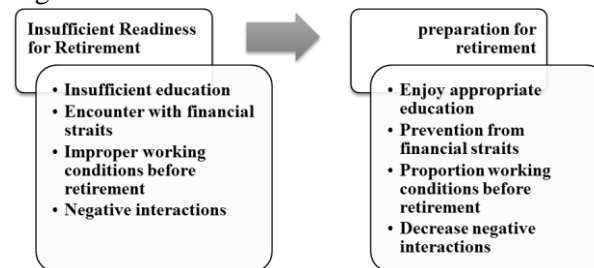 Insufficient Readiness
for Retirement
• Insufficient education
• Encounter with financial
straits
• Improper working
conditions before
retirement
• Negative interactions
preparation for
retirement
• Enjoy appropriate
education
• Prevention from
financial straits
• Proportion working
conditions before
retirement
• Decrease negative
interactions